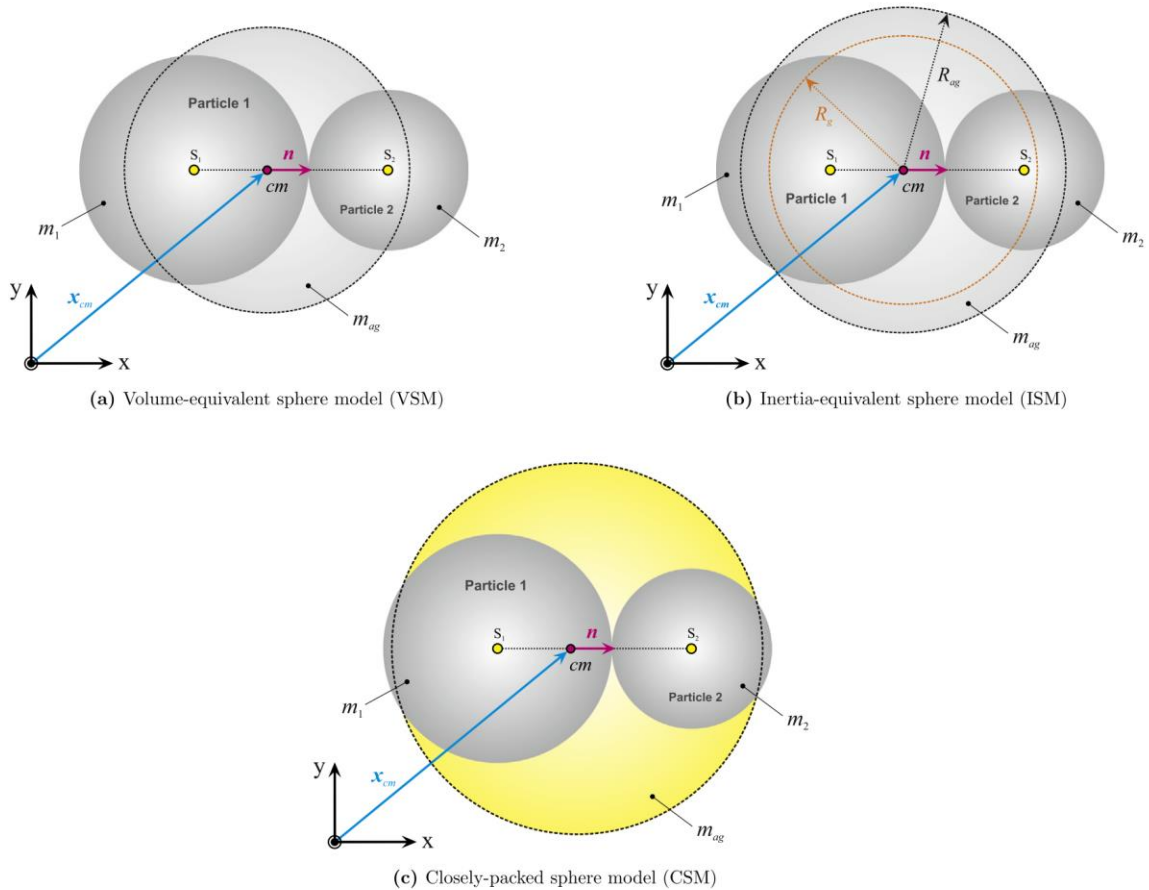 Particle 1
S₁
n
S₂
cm
Particle 2
m₁
m₂
y
x_cm
m_ag
x
(a) Volume-equivalent sphere model (VSM)
R_ag
R_g
S₁
n
S₂
cm
Particle 1
Particle 2
m₁
m₂
y
x_cm
m_ag
x
(b) Inertia-equivalent sphere model (ISM)
Particle 1
S₁
n
S₂
cm
Particle 2
m₁
m₂
y
x_cm
m_ag
x
(c) Closely-packed sphere model (CSM)